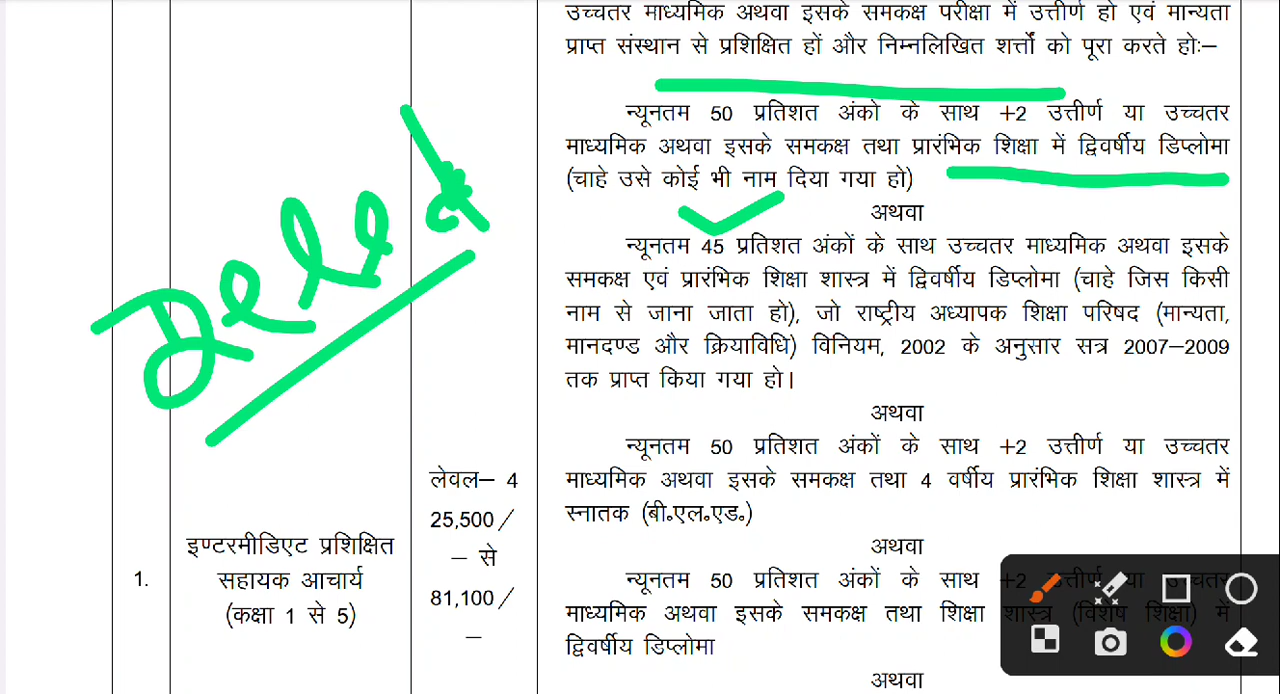 उच्चतर माध्यमिक अथवा इसके समकक्ष परीक्षा में उत्तीर्ण हो एवं मान्यता
प्राप्त संस्थान से प्रशिक्षित हों और निम्नलिखित शर्त्तों को पूरा करते होः–
न्यूनतम 50 प्रतिशत अंको के साथ +2 उत्तीर्ण या उच्चतर
माध्यमिक अथवा इसके समकक्ष तथा प्रारंभिक शिक्षा में द्विवर्षीय डिप्लोमा
(चाहे उसे कोई भी नाम दिया गया हो)
अथवा
न्यूनतम 45 प्रतिशत अंकों के साथ उच्चतर माध्यमिक अथवा इसके
समकक्ष एवं प्रारंभिक शिक्षा शास्त्र में द्विवर्षीय डिप्लोमा (चाहे जिस किसी
नाम से जाना जाता हो), जो राष्ट्रीय अध्यापक शिक्षा परिषद (मान्यता,
मानदण्ड और क्रियाविधि) विनियम, 2002 के अनुसार सत्र 2007–2009
तक प्राप्त किया गया हो।
अथवा
न्यूनतम 50 प्रतिशत अंकों के साथ +2 उत्तीर्ण या उच्चतर
माध्यमिक अथवा इसके समकक्ष तथा 4 वर्षीय प्रारंभिक शिक्षा शास्त्र में
स्नातक (बी॰एल॰एड॰)
अथवा
न्यूनतम 50 प्रतिशत अंकों के साथ +2 उत्तीर्ण या उच्चतर
माध्यमिक अथवा इसके समकक्ष तथा शिक्षा शास्त्र (विशेष शिक्षा) में
द्विवर्षीय डिप्लोमा
अथवा
Deled
लेवल– 4
25,500/
– से
81,100/
–
1.
इण्टरमीडिएट प्रशिक्षित
सहायक आचार्य
(कक्षा 1 से 5)